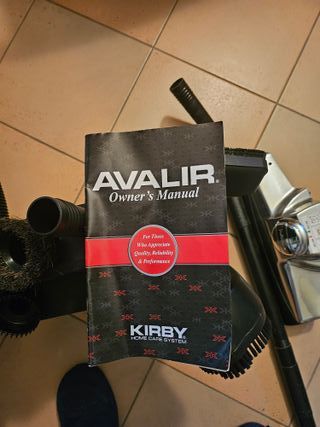 AVALIR.
Owner's Manual
For Those
Who Appreciate
Quality, Reliability
& Performance
KIRBY
HOME CARE SYSTEM